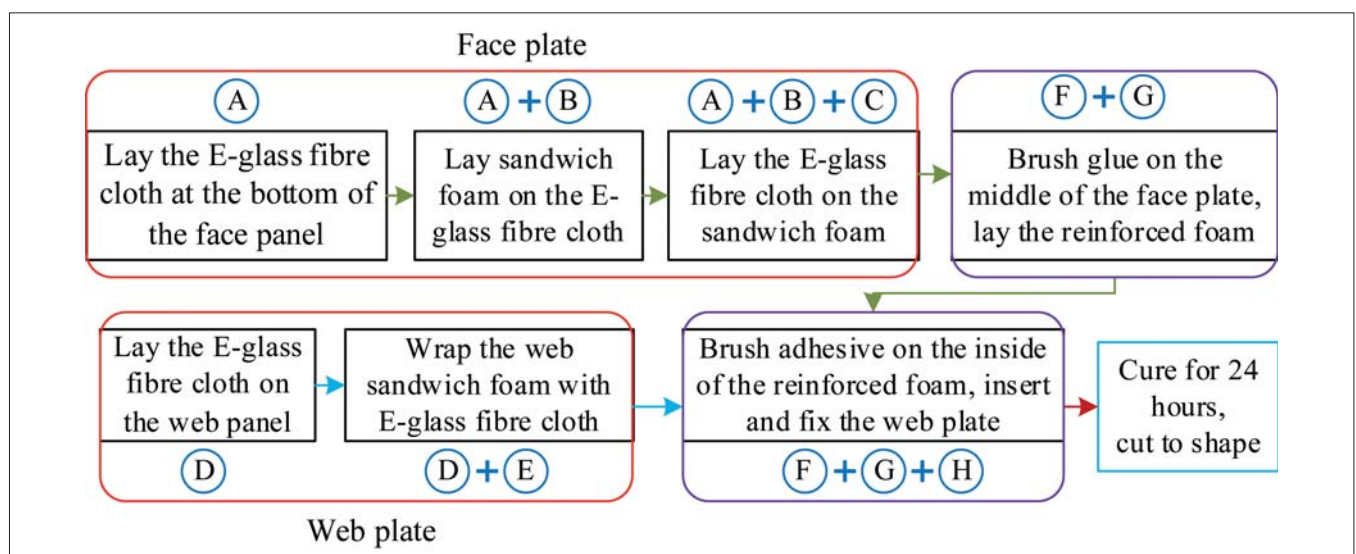 Face plate
A
A + B
A + B + C
F + G
Lay the E-glass fibre
cloth at the bottom of
the face panel
Lay sandwich
foam on the E-
glass fibre cloth
Lay the E-glass
fibre cloth on the
sandwich foam
Brush glue on the
middle of the face plate,
lay the reinforced foam
Lay the E-glass
fibre cloth on
the web panel
Wrap the web
sandwich foam with
E-glass fibre cloth
Brush adhesive on the inside
of the reinforced foam, insert
and fix the web plate
Cure for 24
hours,
cut to shape
D
D + E
F + G + H
Web plate